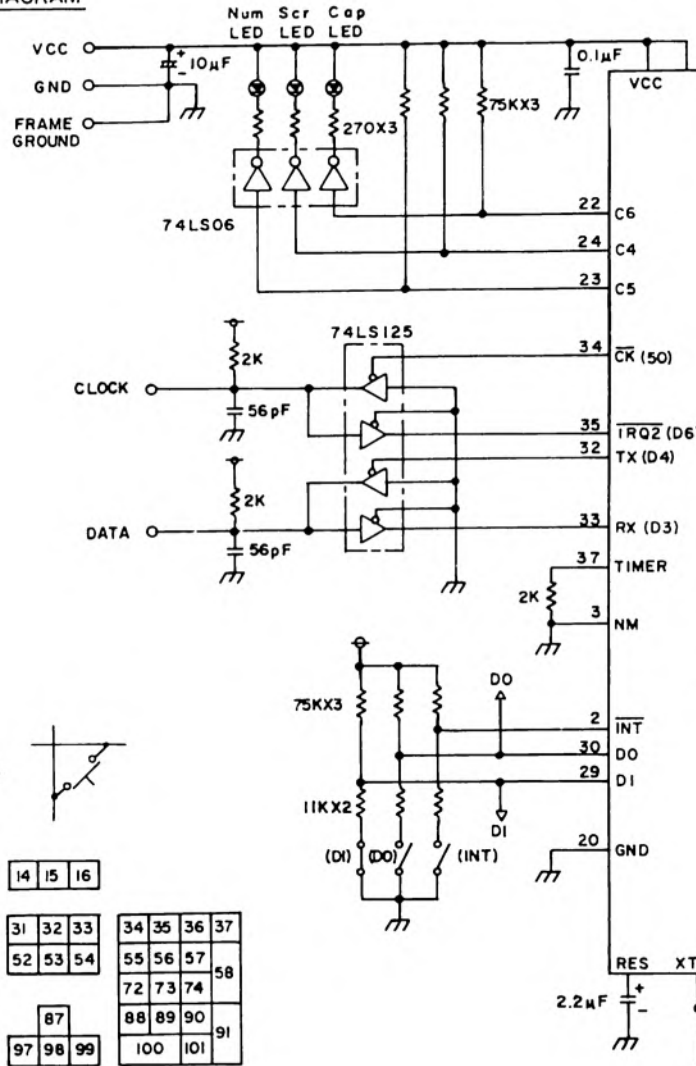 AGRAM
Num Scr Cap
LED LED LED
VCC
+
10µF
-
0.1µF
VCC
GND
75KX3
FRAME
GROUND
270X3
74LS06
22 C6
24 C4
23 C5
74LS125
2K
34 CK (50)
CLOCK
56pF
35 IRQ2 (D6)
32 TX (D4)
2K
DATA
33 RX (D3)
56pF
37 TIMER
2K
3 NM
75KX3
DO
2 INT
30 DO
29 DI
11KX2
DI
(DI) (DO) (INT)
20 GND
14 15 16
31 32 33 34 35 36 37
52 53 54 55 56 57 58
72 73 74
87 88 89 90 91
97 98 99 100 101
RES XT
2.2µF
+
-